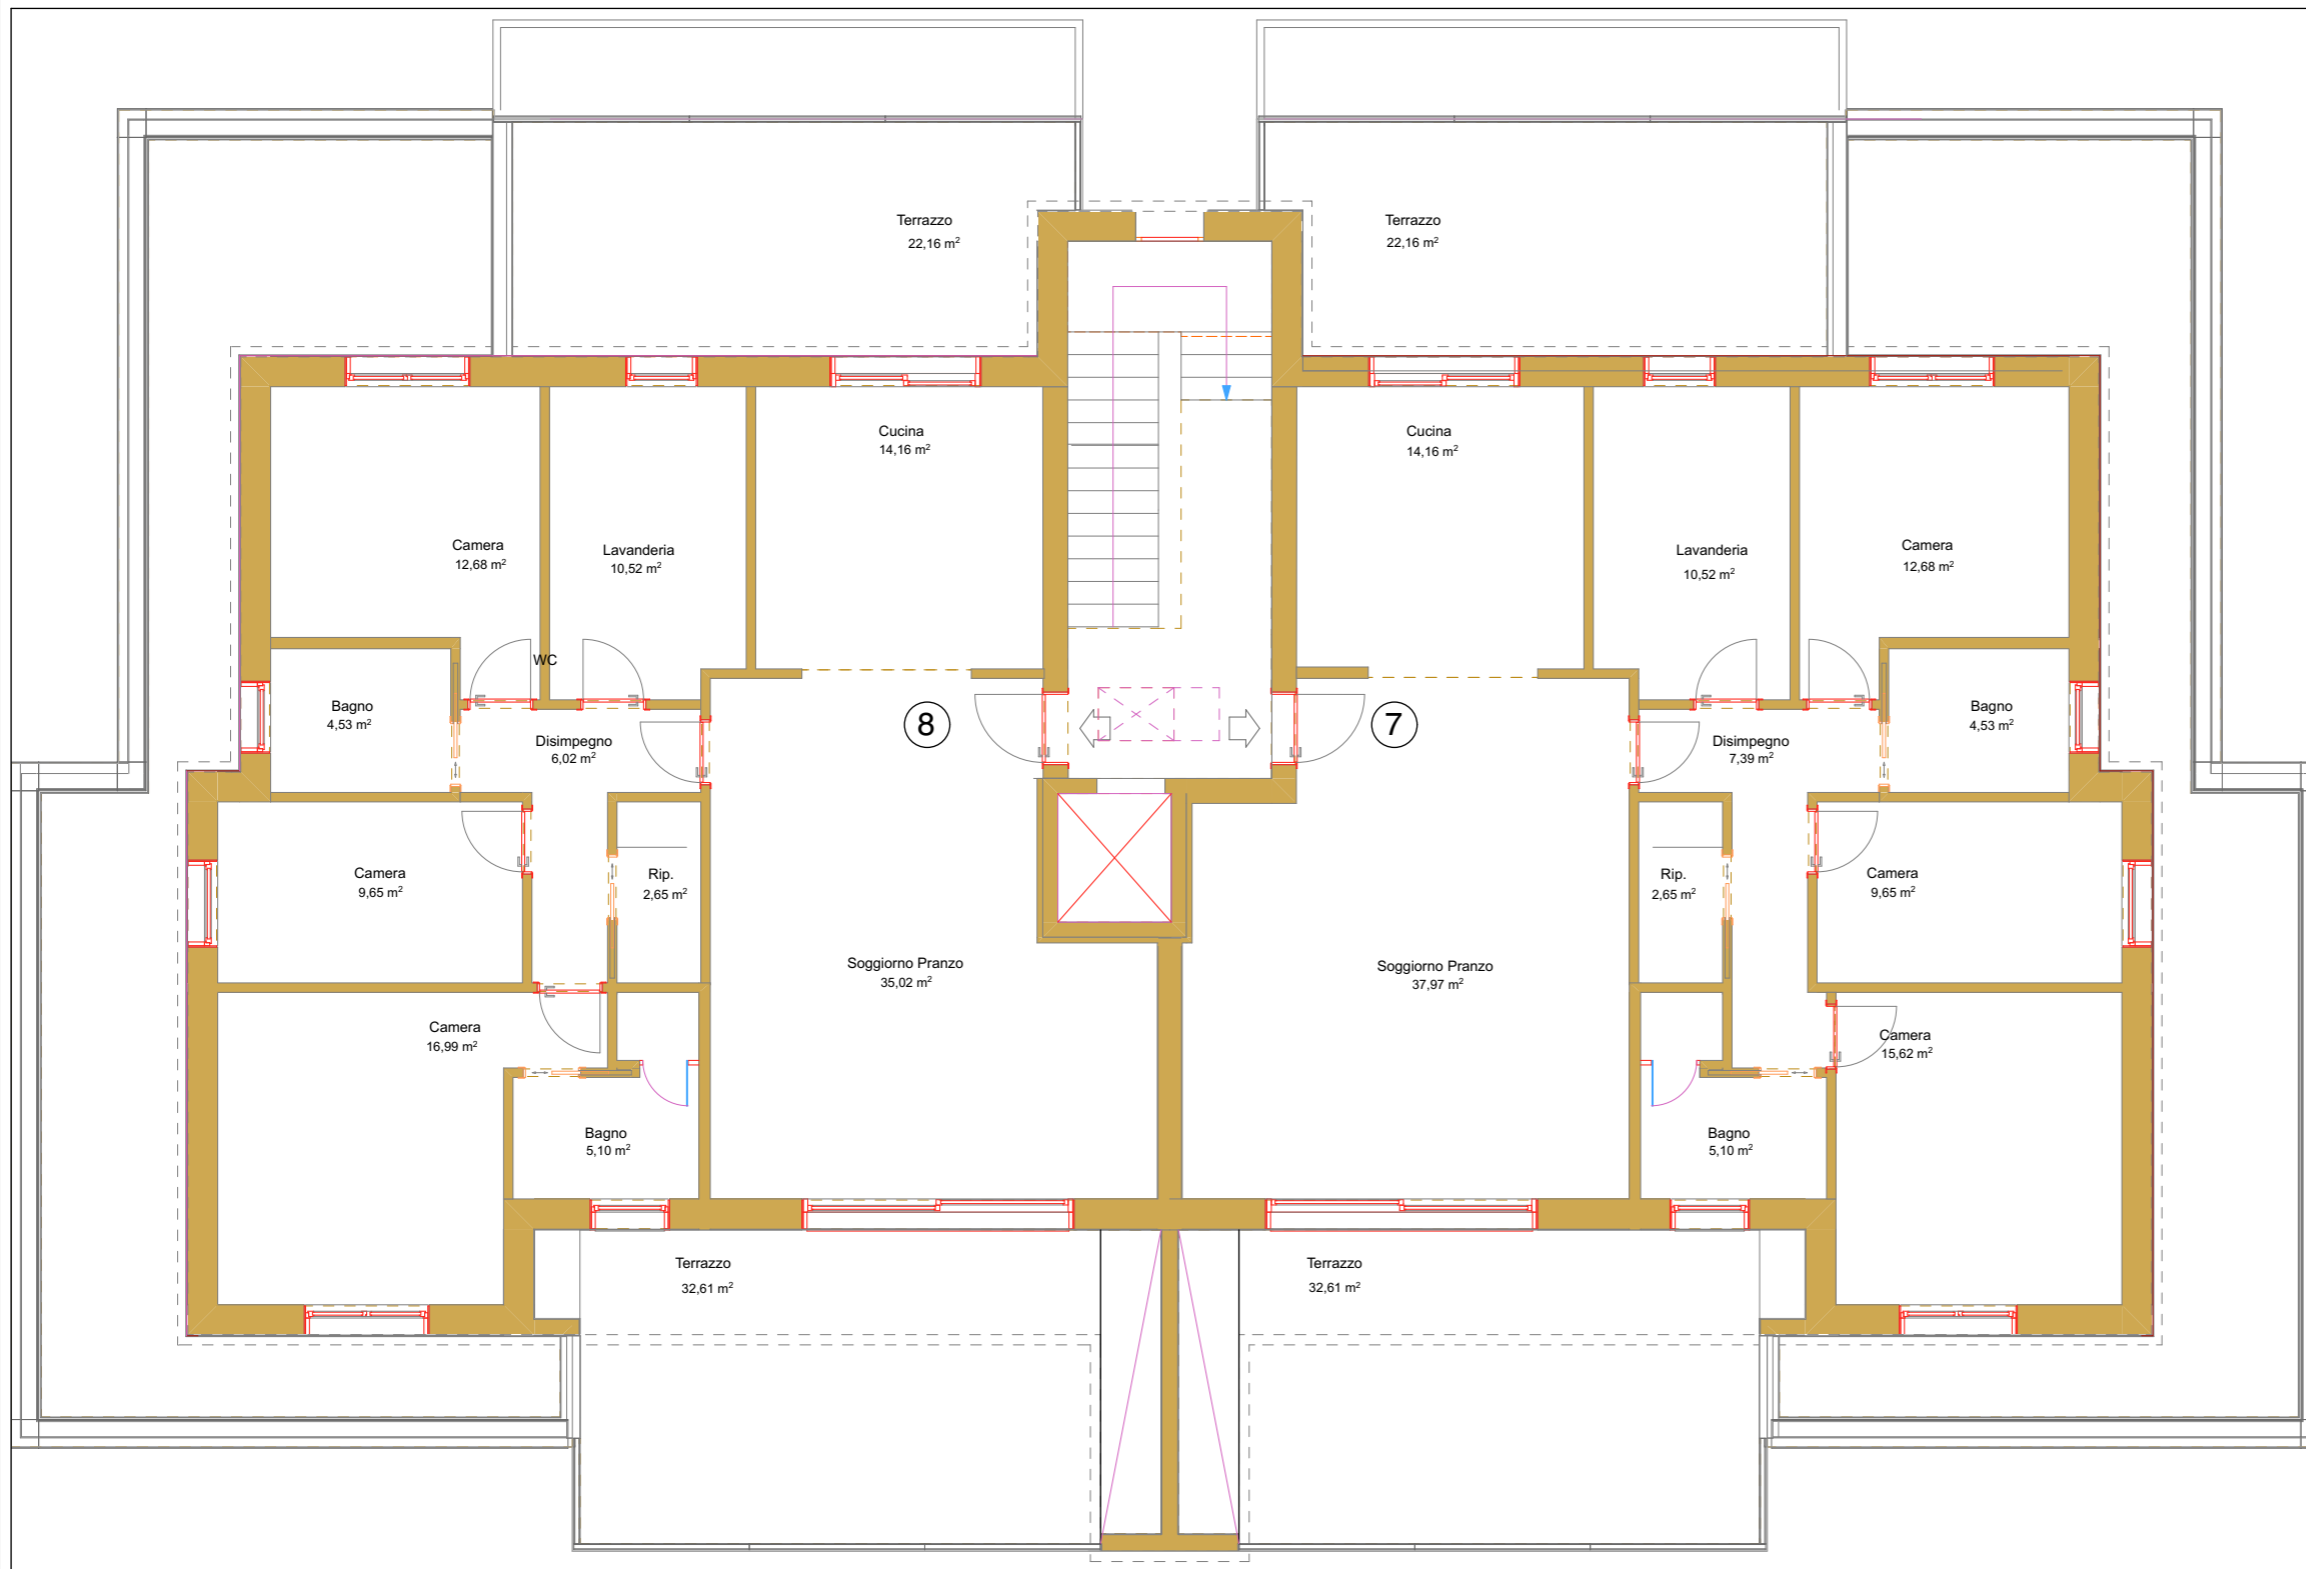 Terrazzo
22,16 m²
Terrazzo
22,16 m²
Cucina
14,16 m²
Cucina
14,16 m²
Camera
12,68 m²
Lavanderia
10,52 m²
Lavanderia
10,52 m²
Camera
12,68 m²
WC
Bagno
4,53 m²
Disimpegno
6,02 m²
8
7
Disimpegno
7,39 m²
Bagno
4,53 m²
Camera
9,65 m²
Rip.
2,65 m²
Rip.
2,65 m²
Camera
9,65 m²
Soggiorno Pranzo
35,02 m²
Soggiorno Pranzo
37,97 m²
Camera
16,99 m²
Camera
15,62 m²
Bagno
5,10 m²
Bagno
5,10 m²
Terrazzo
32,61 m²
Terrazzo
32,61 m²